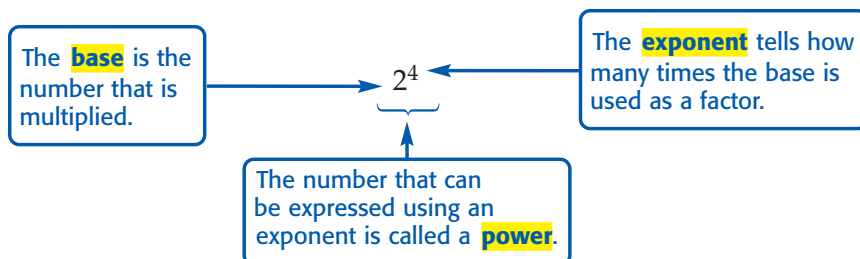 The base is the
number that is
multiplied.
2⁴
The exponent tells how
many times the base is
used as a factor.
The number that can
be expressed using an
exponent is called a power.